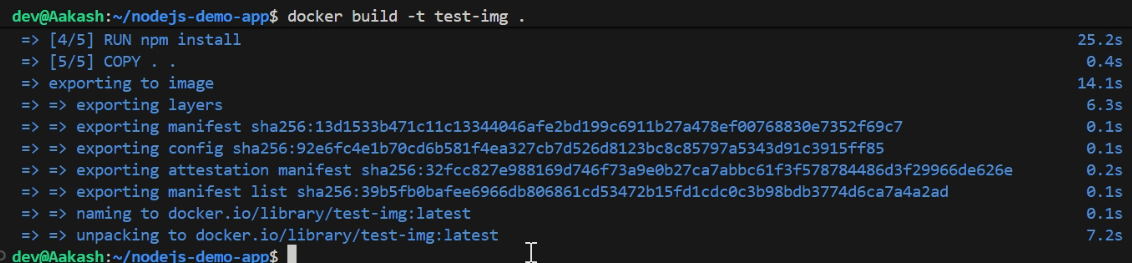 dev@Aakash:~/nodejs-demo-app$ docker build -t test-img .
=> [4/5] RUN npm install 25.2s
=> [5/5] COPY . . 0.4s
=> exporting to image 14.1s
=> => exporting layers 6.3s
=> => exporting manifest sha256:13d1533b471c11c13344046afe2bd199c6911b27a478ef00768830e7352f69c7 0.1s
=> => exporting config sha256:92e6fc4e1b70cd6b581f4ea327cb7d526d8123bc8c85797a5343d91c3915ff85 0.1s
=> => exporting attestation manifest sha256:32fcc827e988169d746f73a9e0b27ca7abbc61f3f578784486d3f29966de626e 0.2s
=> => exporting manifest list sha256:39b5fb0bafee6966db806861cd53472b15fd1cdc0c3b98bdb3774d6ca7a4a2ad 0.1s
=> => naming to docker.io/library/test-img:latest 0.1s
=> => unpacking to docker.io/library/test-img:latest 7.2s
dev@Aakash:~/nodejs-demo-app$